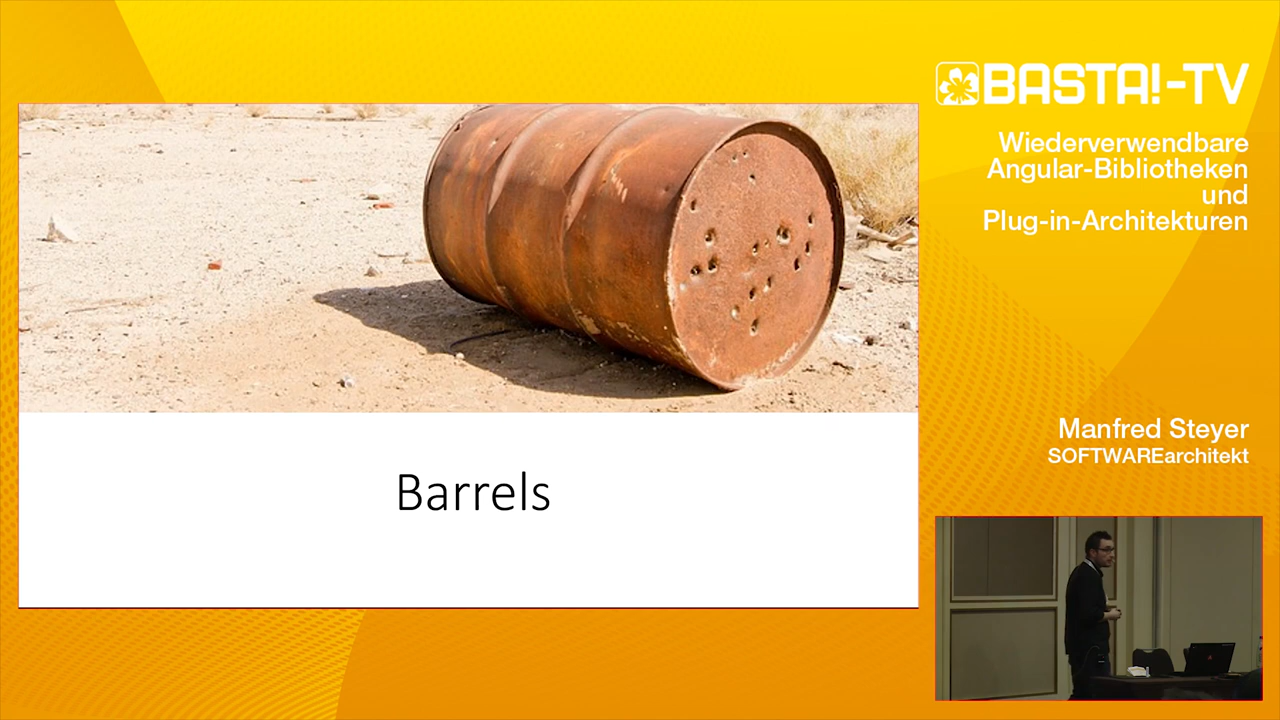 BASTA!-TV
Wiederverwendbare
Angular-Bibliotheken
und
Plug-in-Architekturen
Barrels
Manfred Steyer
SOFTWAREarchitekt